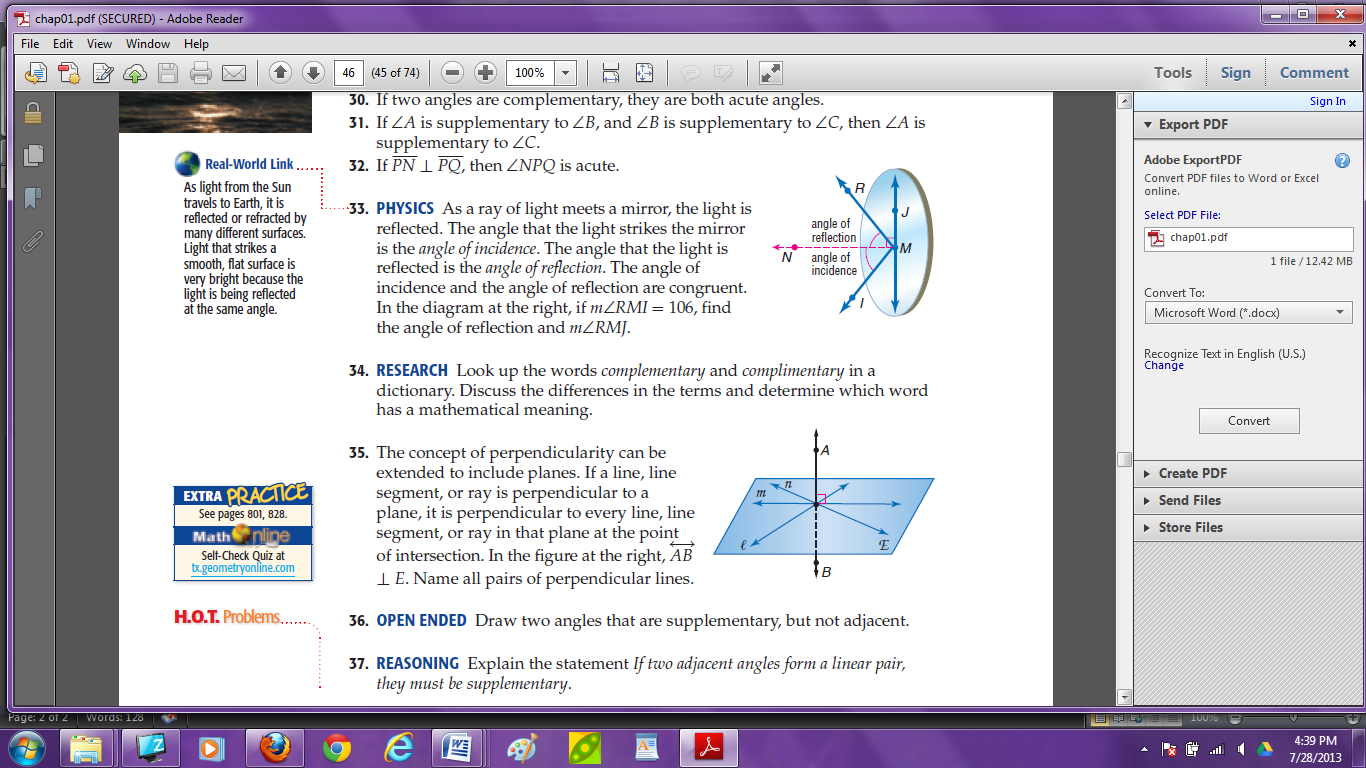 chap01.pdf (SECURED) - Adobe Reader
File Edit View Window Help
46 (45 of 74) 100% Tools Sign Comment
Sign In
30. If two angles are complementary, they are both acute angles.
31. If ∠A is supplementary to ∠B, and ∠B is supplementary to ∠C, then ∠A is
supplementary to ∠C.
32. If PN ⊥ PQ, then ∠NPQ is acute.
Real-World Link
As light from the Sun
travels to Earth, it is
reflected or refracted by
many different surfaces.
Light that strikes a
smooth, flat surface is
very bright because the
light is being reflected
at the same angle.
33. PHYSICS As a ray of light meets a mirror, the light is
reflected. The angle that the light strikes the mirror
is the angle of incidence. The angle that the light is
reflected is the angle of reflection. The angle of
incidence and the angle of reflection are congruent.
In the diagram at the right, if m∠RMI = 106, find
the angle of reflection and m∠RMJ.
R
J
angle of
reflection
M
N
angle of
incidence
I
34. RESEARCH Look up the words complementary and complimentary in a
dictionary. Discuss the differences in the terms and determine which word
has a mathematical meaning.
35. The concept of perpendicularity can be
extended to include planes. If a line, line
segment, or ray is perpendicular to a
plane, it is perpendicular to every line, line
segment, or ray in that plane at the point
of intersection. In the figure at the right, AB
⊥ E. Name all pairs of perpendicular lines.
A
n
m
ℓ
E
B
EXTRA PRACTICE
See pages 801, 828.
Math Online
Self-Check Quiz at
tx.geometryonline.com
H.O.T. Problems
36. OPEN ENDED Draw two angles that are supplementary, but not adjacent.
37. REASONING Explain the statement If two adjacent angles form a linear pair,
they must be supplementary.
Export PDF
Adobe ExportPDF
Convert PDF files to Word or Excel
online.
Select PDF File:
chap01.pdf
1 file / 12.42 MB
Convert To:
Microsoft Word (*.docx)
Recognize Text in English (U.S.)
Change
Convert
Create PDF
Send Files
Store Files
Page: 2 of 2 Words: 128 100%
4:39 PM
7/28/2013